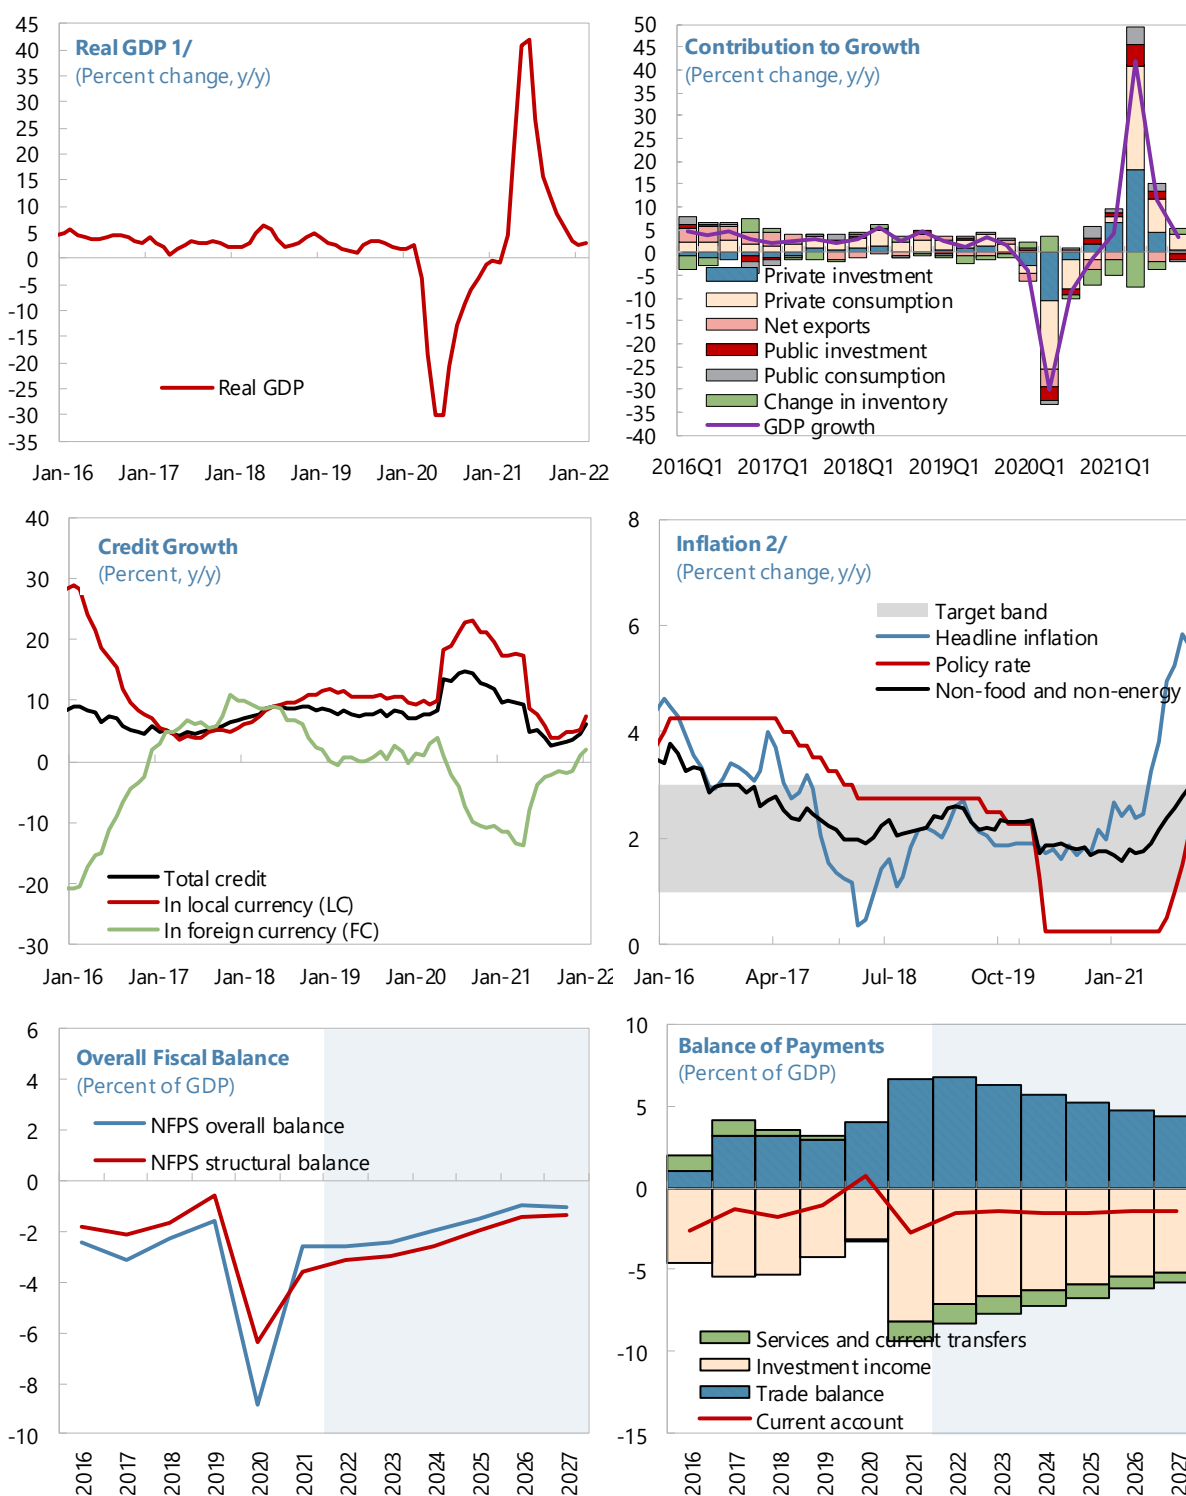 Real GDP 1/
(Percent change, y/y)
45
40
35
30
25
20
15
10
5
0
-5
-10
-15
-20
-25
-30
-35
Real GDP
Jan-16 Jan-17 Jan-18 Jan-19 Jan-20 Jan-21 Jan-22
Contribution to Growth
(Percent change, y/y)
50
45
40
35
30
25
20
15
10
5
0
-5
-10
-15
-20
-25
-30
-35
-40
Private investment
Private consumption
Net exports
Public investment
Public consumption
Change in inventory
GDP growth
2016Q1 2017Q1 2018Q1 2019Q1 2020Q1 2021Q1
Credit Growth
(Percent, y/y)
40
30
20
10
0
-10
-20
-30
Total credit
In local currency (LC)
In foreign currency (FC)
Jan-16 Jan-17 Jan-18 Jan-19 Jan-20 Jan-21 Jan-22
Inflation 2/
(Percent change, y/y)
8
6
4
2
0
Target band
Headline inflation
Policy rate
Non-food and non-energy
Jan-16 Apr-17 Jul-18 Oct-19 Jan-21
Overall Fiscal Balance
(Percent of GDP)
6
4
2
0
-2
-4
-6
-8
-10
NFPS overall balance
NFPS structural balance
2016 2017 2018 2019 2020 2021 2022 2023 2024 2025 2026 2027
Balance of Payments
(Percent of GDP)
10
5
0
-5
-10
-15
Services and current transfers
Investment income
Trade balance
Current account
2016 2017 2018 2019 2020 2021 2022 2023 2024 2025 2026 2027